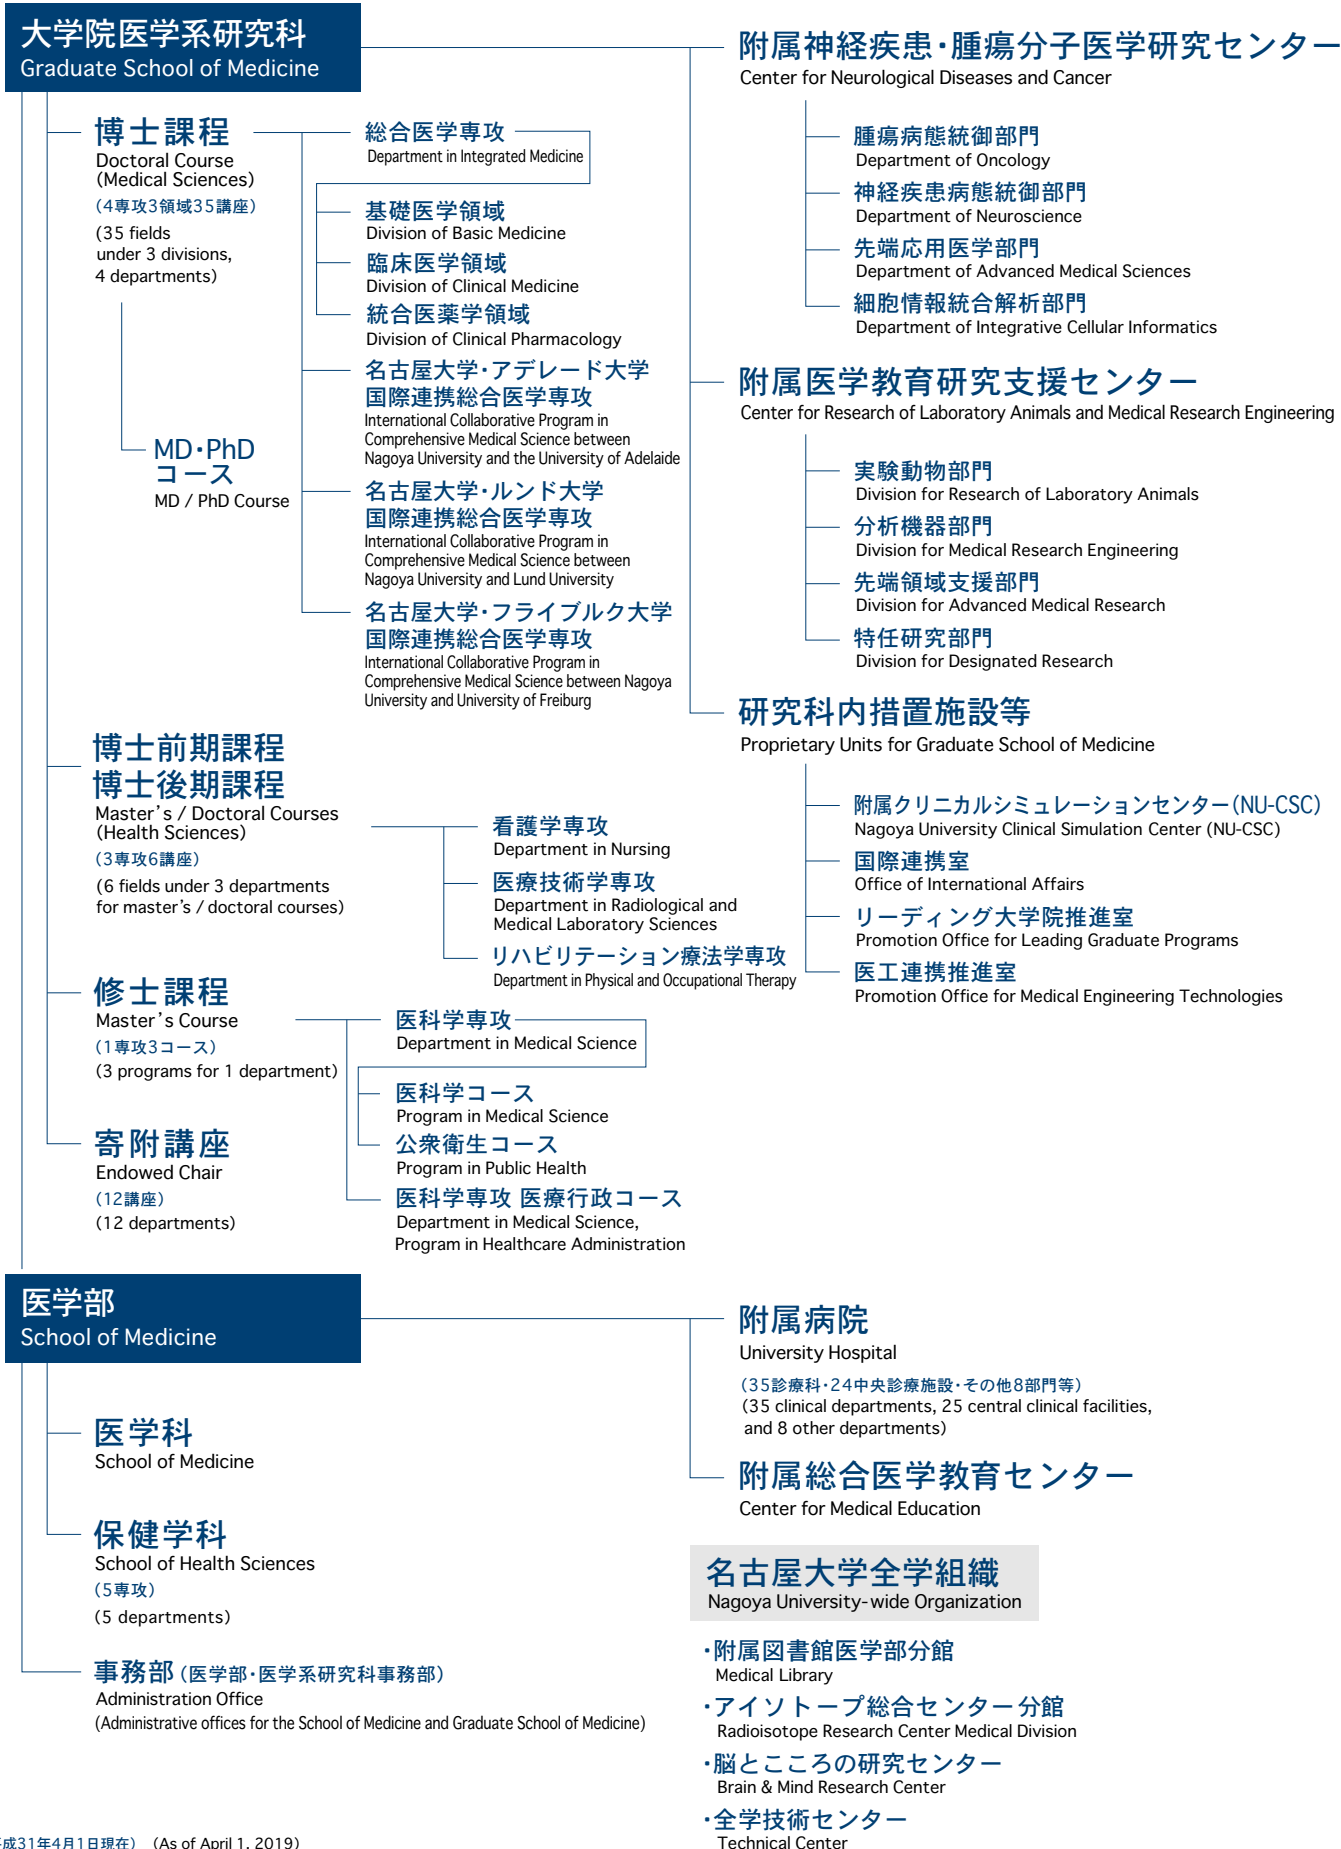 大学院医学系研究科
Graduate School of Medicine
博士課程
Doctoral Course
(Medical Sciences)
（4専攻3領域35講座）
(35 fields
under 3 divisions,
4 departments)
MD・PhD
コース
MD / PhD Course
総合医学専攻
Department in Integrated Medicine
基礎医学領域
Division of Basic Medicine
臨床医学領域
Division of Clinical Medicine
統合医薬学領域
Division of Clinical Pharmacology
名古屋大学・アデレード大学
国際連携総合医学専攻
International Collaborative Program in
Comprehensive Medical Science between
Nagoya University and the University of Adelaide
名古屋大学・ルンド大学
国際連携総合医学専攻
International Collaborative Program in
Comprehensive Medical Science between
Nagoya University and Lund University
名古屋大学・フライブルク大学
国際連携総合医学専攻
International Collaborative Program in
Comprehensive Medical Science between Nagoya
University and University of Freiburg
博士前期課程
博士後期課程
Master's / Doctoral Courses
(Health Sciences)
（3専攻6講座）
(6 fields under 3 departments
for master's / doctoral courses)
看護学専攻
Department in Nursing
医療技術学専攻
Department in Radiological and
Medical Laboratory Sciences
リハビリテーション療法学専攻
Department in Physical and Occupational Therapy
修士課程
Master's Course
（1専攻3コース）
(3 programs for 1 department)
医科学専攻
Department in Medical Science
医科学コース
Program in Medical Science
公衆衛生コース
Program in Public Health
医科学専攻 医療行政コース
Department in Medical Science,
Program in Healthcare Administration
寄附講座
Endowed Chair
（12講座）
(12 departments)
附属神経疾患・腫瘍分子医学研究センター
Center for Neurological Diseases and Cancer
腫瘍病態統御部門
Department of Oncology
神経疾患病態統御部門
Department of Neuroscience
先端応用医学部門
Department of Advanced Medical Sciences
細胞情報統合解析部門
Department of Integrative Cellular Informatics
附属医学教育研究支援センター
Center for Research of Laboratory Animals and Medical Research Engineering
実験動物部門
Division for Research of Laboratory Animals
分析機器部門
Division for Medical Research Engineering
先端領域支援部門
Division for Advanced Medical Research
特任研究部門
Division for Designated Research
研究科内措置施設等
Proprietary Units for Graduate School of Medicine
附属クリニカルシミュレーションセンター（NU-CSC）
Nagoya University Clinical Simulation Center (NU-CSC)
国際連携室
Office of International Affairs
リーディング大学院推進室
Promotion Office for Leading Graduate Programs
医工連携推進室
Promotion Office for Medical Engineering Technologies
医学部
School of Medicine
医学科
School of Medicine
保健学科
School of Health Sciences
（5専攻）
(5 departments)
事務部（医学部・医学系研究科事務部）
Administration Office
(Administrative offices for the School of Medicine and Graduate School of Medicine)
附属病院
University Hospital
（35診療科・24中央診療施設・その他8部門等）
(35 clinical departments, 25 central clinical facilities,
and 8 other departments)
附属総合医学教育センター
Center for Medical Education
名古屋大学全学組織
Nagoya University-wide Organization
・附属図書館医学部分館
Medical Library
・アイソトープ総合センター分館
Radioisotope Research Center Medical Division
・脳とこころの研究センター
Brain & Mind Research Center
・全学技術センター
Technical Center
成31年4月1日現在） (As of April 1, 2019)